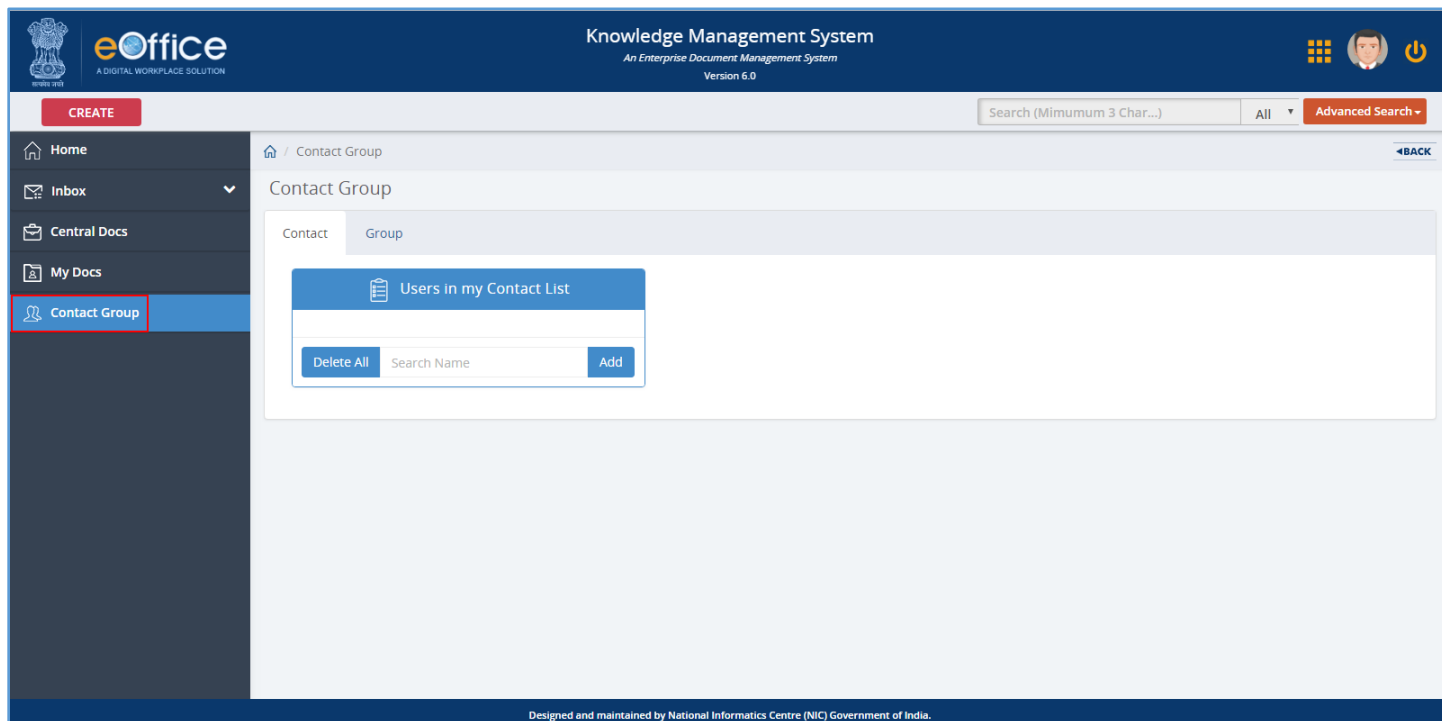 eOffice
A DIGITAL WORKPLACE SOLUTION
सत्यमेव जयते
Knowledge Management System
An Enterprise Document Management System
Version 6.0
CREATE
Search (Mimumum 3 Char...)
All
Advanced Search
Home
Contact Group
BACK
Inbox
Contact Group
Central Docs
Contact
Group
My Docs
Users in my Contact List
Contact Group
Delete All
Search Name
Add
Designed and maintained by National Informatics Centre (NIC) Government of India.